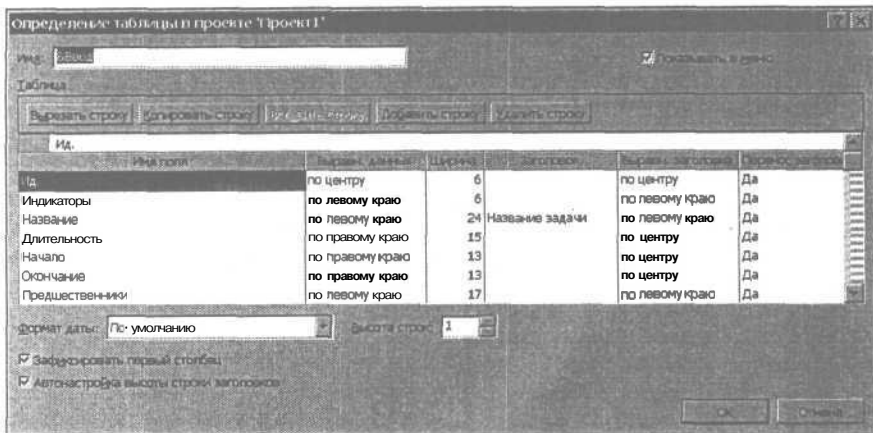 Определение таблицы в проекте 'Проект1'
Имя: &Ввод Показывать в меню
Таблица
Вырезать строку Копировать строку Добавить строку Удалить строку
Ид.
Имя поля Выравн. данных Ширина Заголовок Выравн. заголовка Перенос
Ид. по центру 6 по центру Да
Индикаторы по левому краю 6 по левому краю Да
Название по левому краю 24 Название задачи по левому краю Да
Длительность по правому краю 15 по центру Да
Начало по правому краю 13 по центру Да
Окончание по правому краю 13 по центру Да
Предшественники по левому краю 17 по левому краю Да
Формат даты: По умолчанию Высота строк: 1
Зафиксировать первый столбец
Автонастройка высоты строки заголовков
ОК Отмена